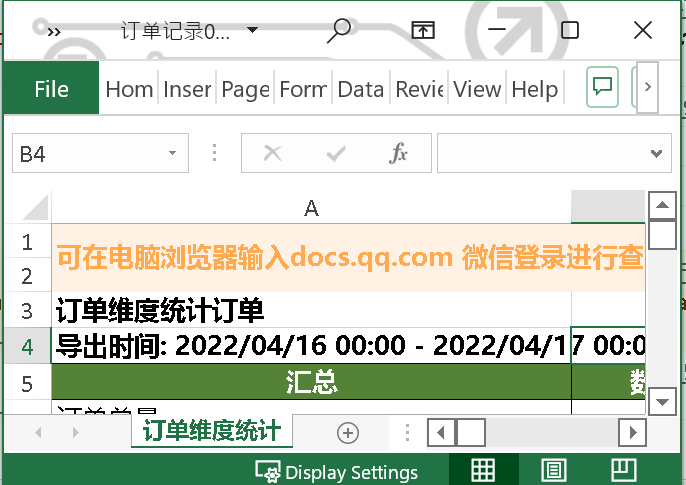 订单记录0...
File Hom Inser Page Form Data Revie View Help
B4 fx
A
1 可在电脑浏览器输入docs.qq.com 微信登录进行查
2
3 订单维度统计订单
4 导出时间: 2022/04/16 00:00 - 2022/04/17 00:0
5 汇总 数
订单总量
订单维度统计
Display Settings